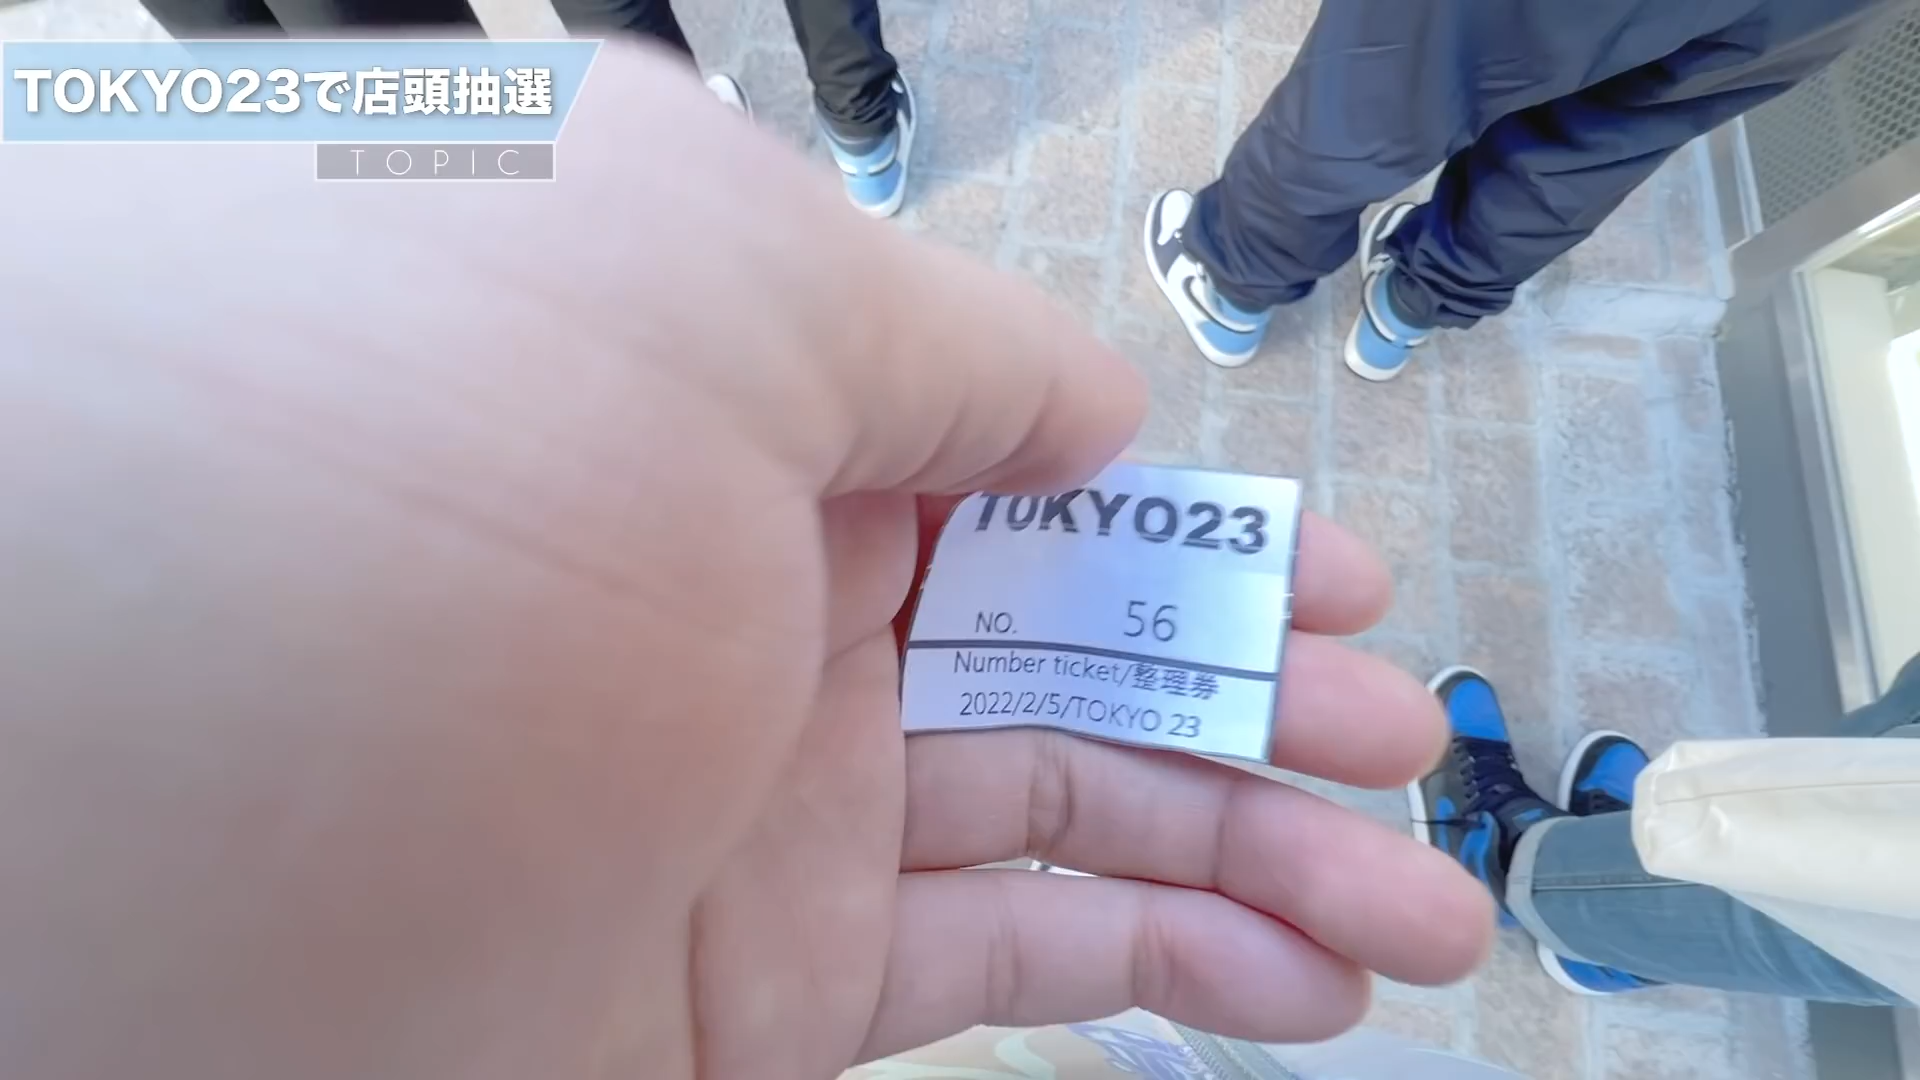 TOKYO23で店頭抽選
TOPIC
TOKYO23
NO. 56
Number ticket/整理券
2022/2/5/TOKYO 23